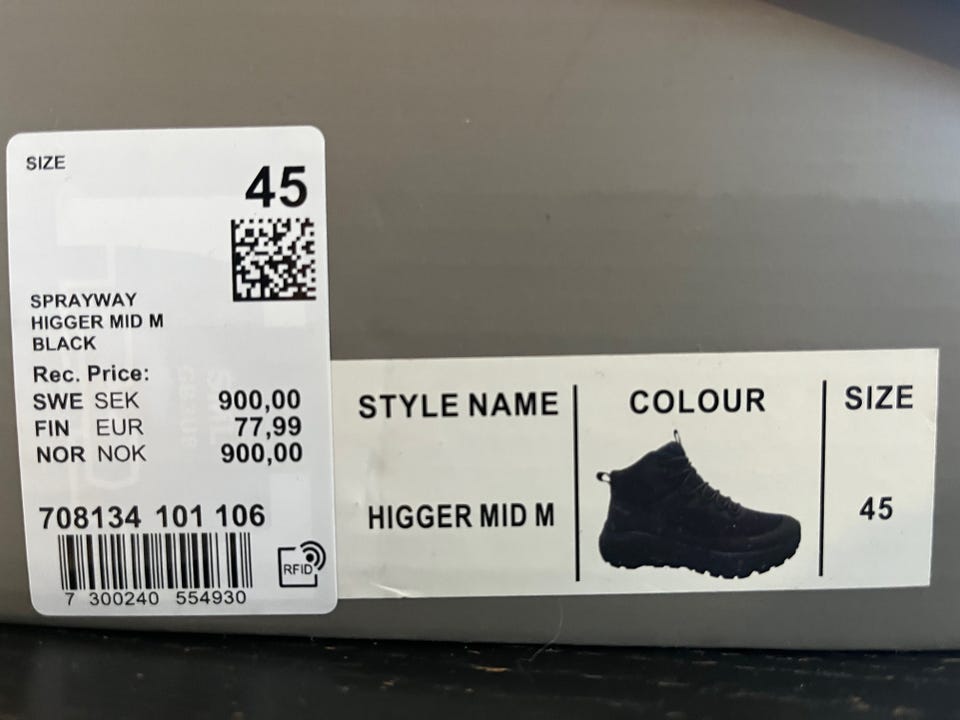 SIZE
45
SPRAYWAY
HIGGER MID M
BLACK
Rec. Price:
SWE SEK 900,00
FIN EUR 77,99
NOR NOK 900,00
708134 101 106
RFID
7 300240 554930
STYLE NAME
HIGGER MID M
COLOUR
SIZE
45